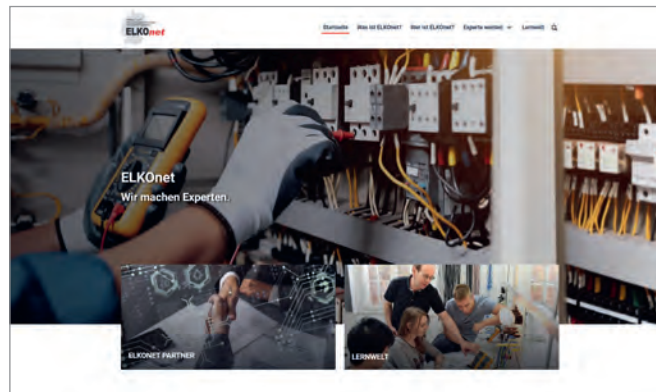 ELKOnet
Startseite Was ist ELKOnet? Wer ist ELKOnet? Experte werden Lernwelt
ELKOnet
Wir machen Experten.
ELKONET PARTNER
LERNWELT